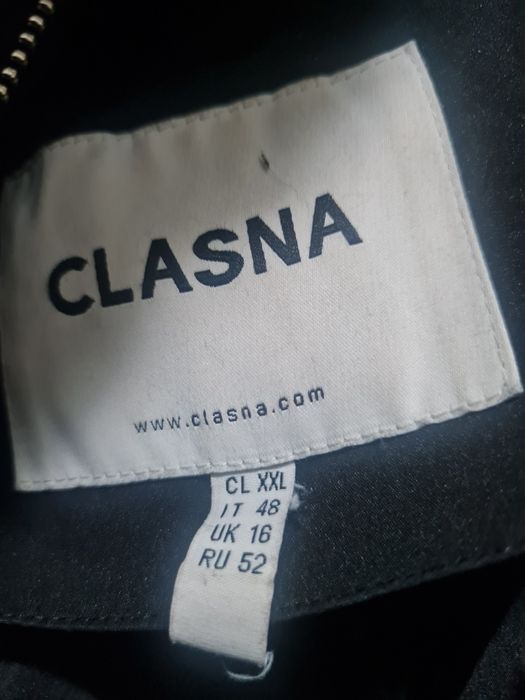 CLASNA
www.clasna.com
CL XXL
IT 48
UK 16
RU 52